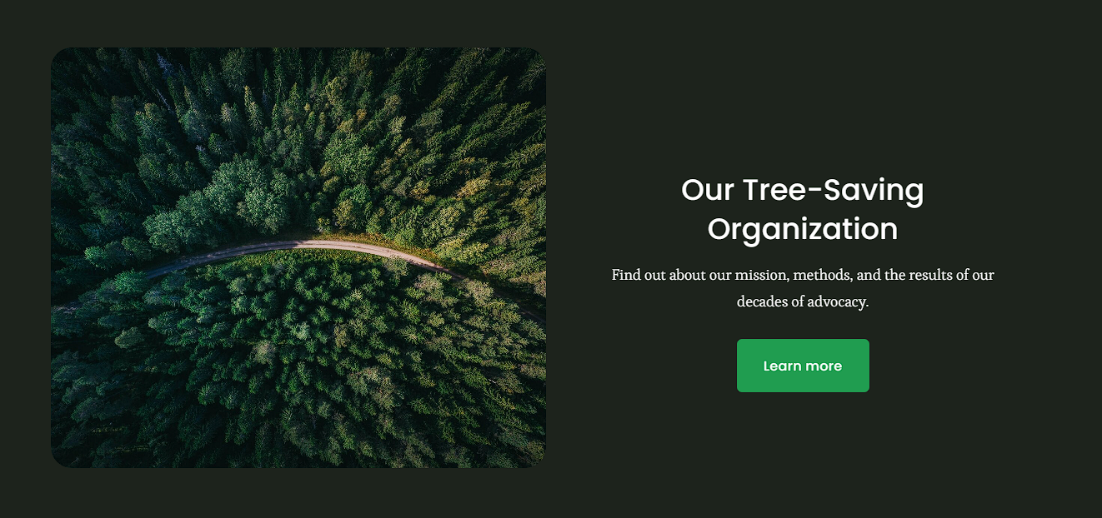 Our Tree-Saving
Organization
Find out about our mission, methods, and the results of our
decades of advocacy.
Learn more